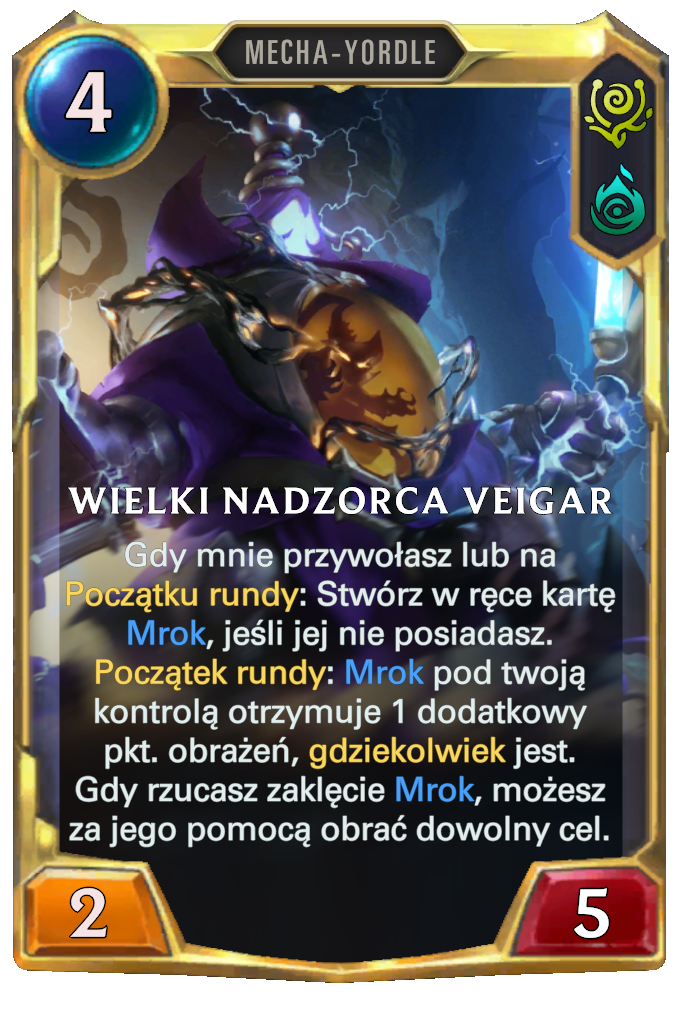 MECHA-YORDLE
4
WIELKI NADZORCA VEIGAR
Gdy mnie przywołasz lub na
Początku rundy: Stwórz w ręce kartę
Mrok, jeśli jej nie posiadasz.
Początek rundy: Mrok pod twoją
kontrolą otrzymuje 1 dodatkowy
pkt. obrażeń, gdziekolwiek jest.
Gdy rzucasz zaklęcie Mrok, możesz
za jego pomocą obrać dowolny cel.
2
5